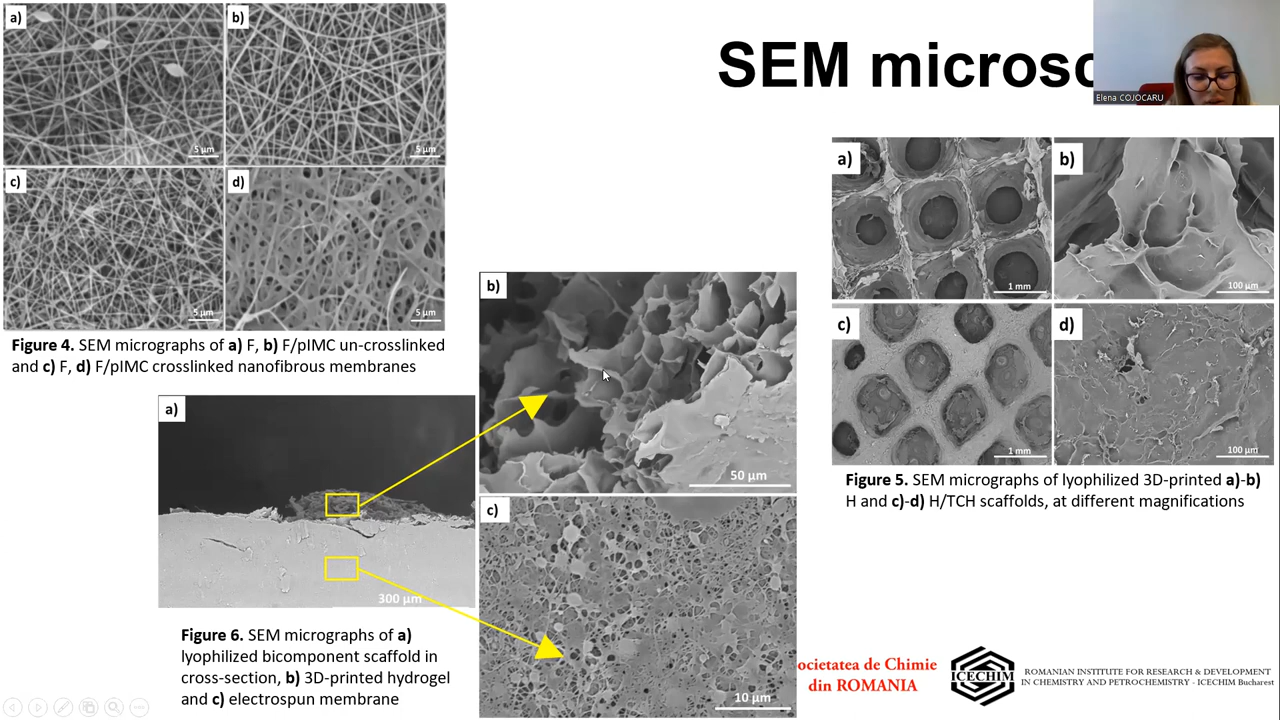 SEM microsc
Elena COJOCARU
a)
b)
5 µm
5 µm
c)
d)
5 µm
5 µm
Figure 4. SEM micrographs of a) F, b) F/pIMC un-crosslinked
and c) F, d) F/pIMC crosslinked nanofibrous membranes
a)
300 µm
b)
50 µm
c)
10 µm
Figure 6. SEM micrographs of a)
lyophilized bicomponent scaffold in
cross-section, b) 3D-printed hydrogel
and c) electrospun membrane
a)
b)
1 mm
100 µm
c)
d)
1 mm
100 µm
Figure 5. SEM micrographs of lyophilized 3D-printed a)-b)
H and c)-d) H/TCH scaffolds, at different magnifications
ocietatea de Chimie
din ROMANIA
ICECHIM
ROMANIAN INSTITUTE FOR RESEARCH & DEVELOPMENT
IN CHEMISTRY AND PETROCHEMISTRY - ICECHIM Bucharest